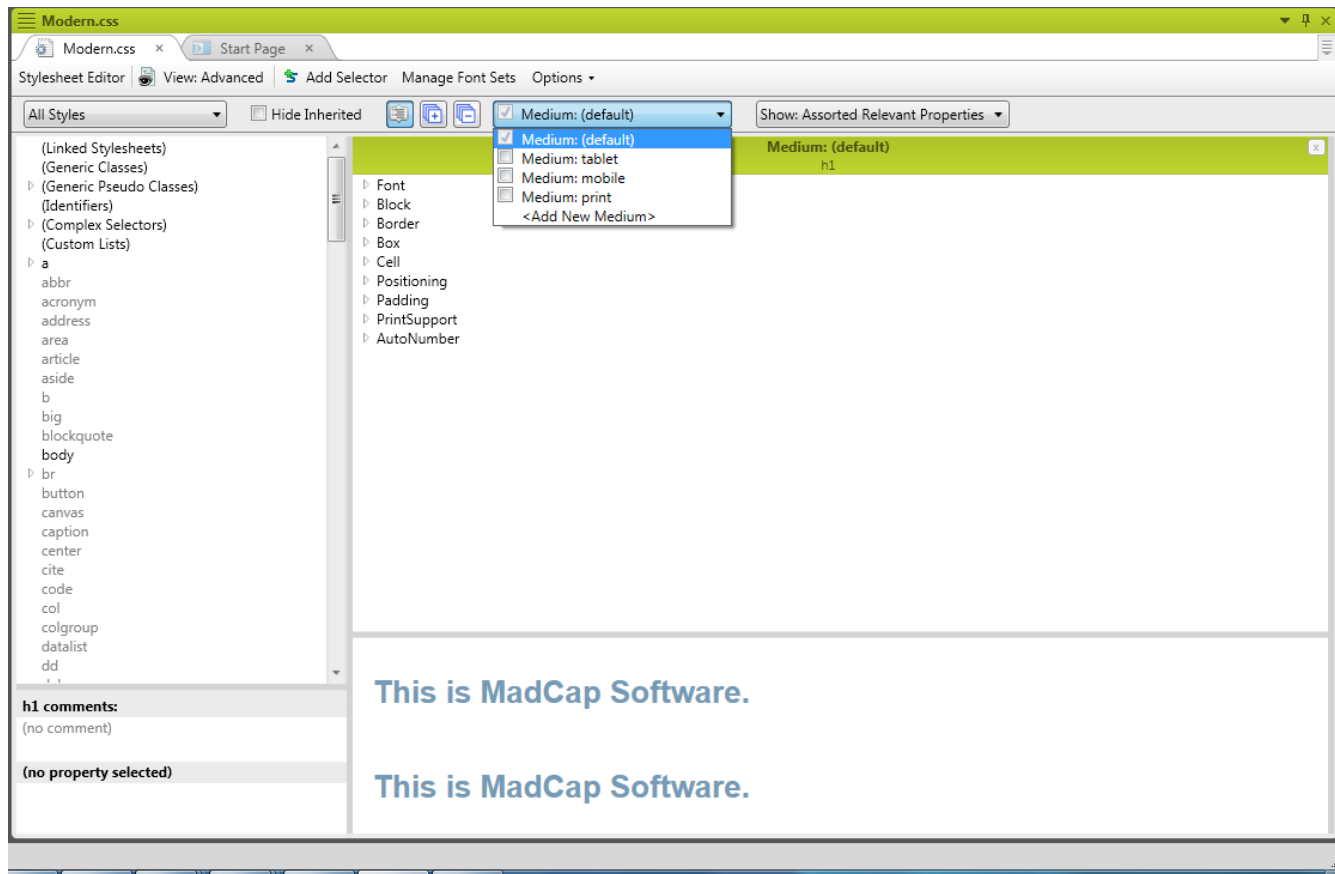 Modern.css
Modern.css
Start Page
Stylesheet Editor View: Advanced Add Selector Manage Font Sets Options
All Styles Hide Inherited Medium: (default) Show: Assorted Relevant Properties
Medium: (default)
Medium: tablet
Medium: mobile
Medium: print
<Add New Medium>
(Linked Stylesheets)
(Generic Classes)
(Generic Pseudo Classes)
(Identifiers)
(Complex Selectors)
(Custom Lists)
a
abbr
acronym
address
area
article
aside
b
big
blockquote
body
br
button
canvas
caption
center
cite
code
col
colgroup
datalist
dd
Medium: (default)
h1
Font
Block
Border
Box
Cell
Positioning
Padding
PrintSupport
AutoNumber
h1 comments:
(no comment)
(no property selected)
This is MadCap Software.
This is MadCap Software.